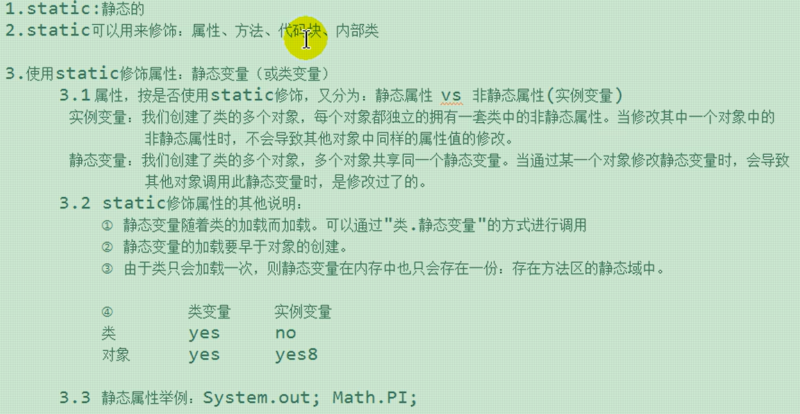 1.static:静态的
2.static可以用来修饰：属性、方法、代码块、内部类
3.使用static修饰属性：静态变量（或类变量）
3.1属性，按是否使用static修饰，又分为：静态属性 vs 非静态属性(实例变量)
实例变量：我们创建了类的多个对象，每个对象都独立的拥有一套类中的非静态属性。当修改其中一个对象中的
非静态属性时，不会导致其他对象中同样的属性值的修改。
静态变量：我们创建了类的多个对象，多个对象共享同一个静态变量。当通过某一个对象修改静态变量时，会导致
其他对象调用此静态变量时，是修改过了的。
3.2 static修饰属性的其他说明：
① 静态变量随着类的加载而加载。可以通过"类.静态变量"的方式进行调用
② 静态变量的加载要早于对象的创建。
③ 由于类只会加载一次，则静态变量在内存中也只会存在一份：存在方法区的静态域中。
④ 类变量 实例变量
类 yes no
对象 yes yes8
3.3 静态属性举例：System.out; Math.PI;